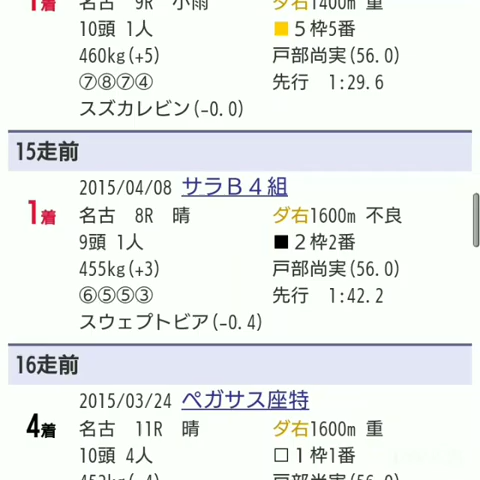 1着 名古 9R 小雨 ダ右1400m 重
10頭 1人 ■5枠5番
460kg(+5) 戸部尚実(56.0)
⑦⑧⑦④ 先行 1:29.6
スズカレビン(-0.0)
15走前
2015/04/08 サラB4組
1着 名古 8R 晴 ダ右1600m 不良
9頭 1人 ■2枠2番
455kg(+3) 戸部尚実(56.0)
⑥⑤⑤③ 先行 1:42.2
スウェプトビア(-0.4)
16走前
2015/03/24 ペガサス座特
4着 名古 11R 晴 ダ右1600m 重
10頭 4人 □1枠1番
戸部尚実(56.0)